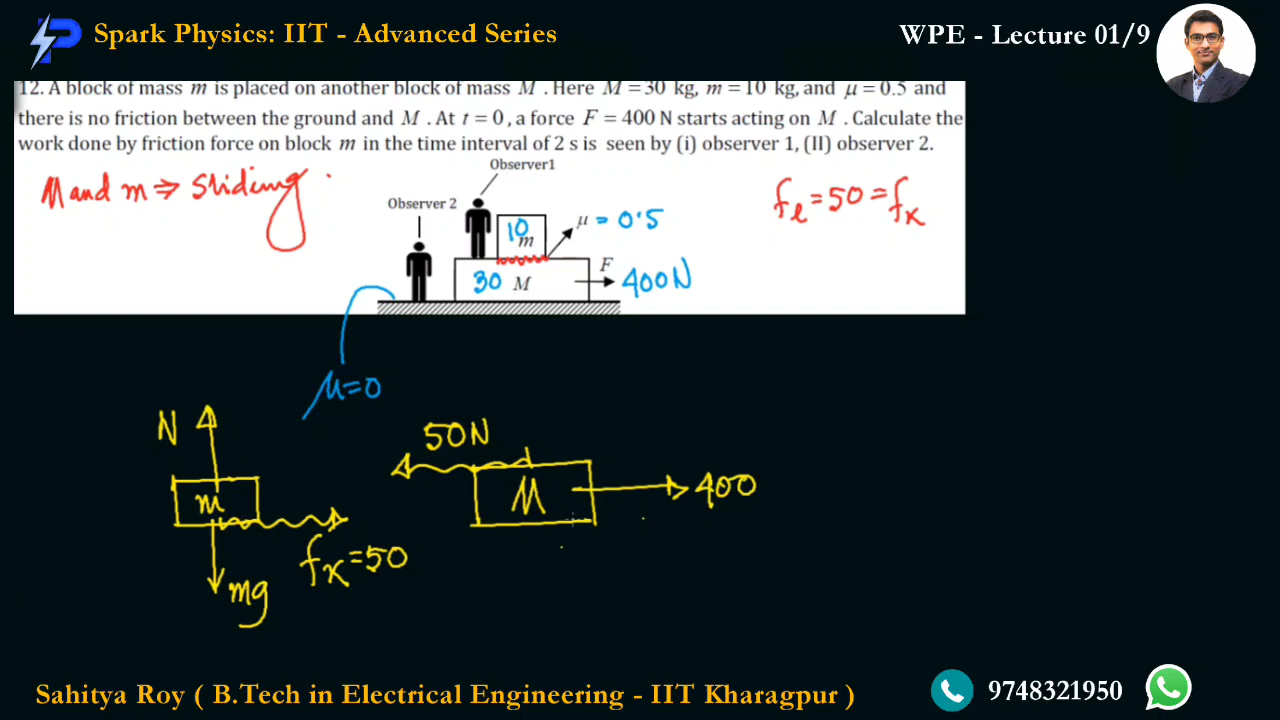 Spark Physics: IIT - Advanced Series
WPE - Lecture 01/9
12. A block of mass m is placed on another block of mass M . Here M = 30 kg, m = 10 kg, and μ = 0.5 and
there is no friction between the ground and M . At t = 0 , a force F = 400 N starts acting on M . Calculate the
work done by friction force on block m in the time interval of 2 s is seen by (i) observer 1, (II) observer 2.
Observer1
M and m ⇒ sliding
fl = 50 = fk
Observer 2
10
m
μ = 0.5
F
30 M
400N
μ=0
N
50N
m
M
400
fk=50
mg
Sahitya Roy ( B.Tech in Electrical Engineering - IIT Kharagpur )
9748321950